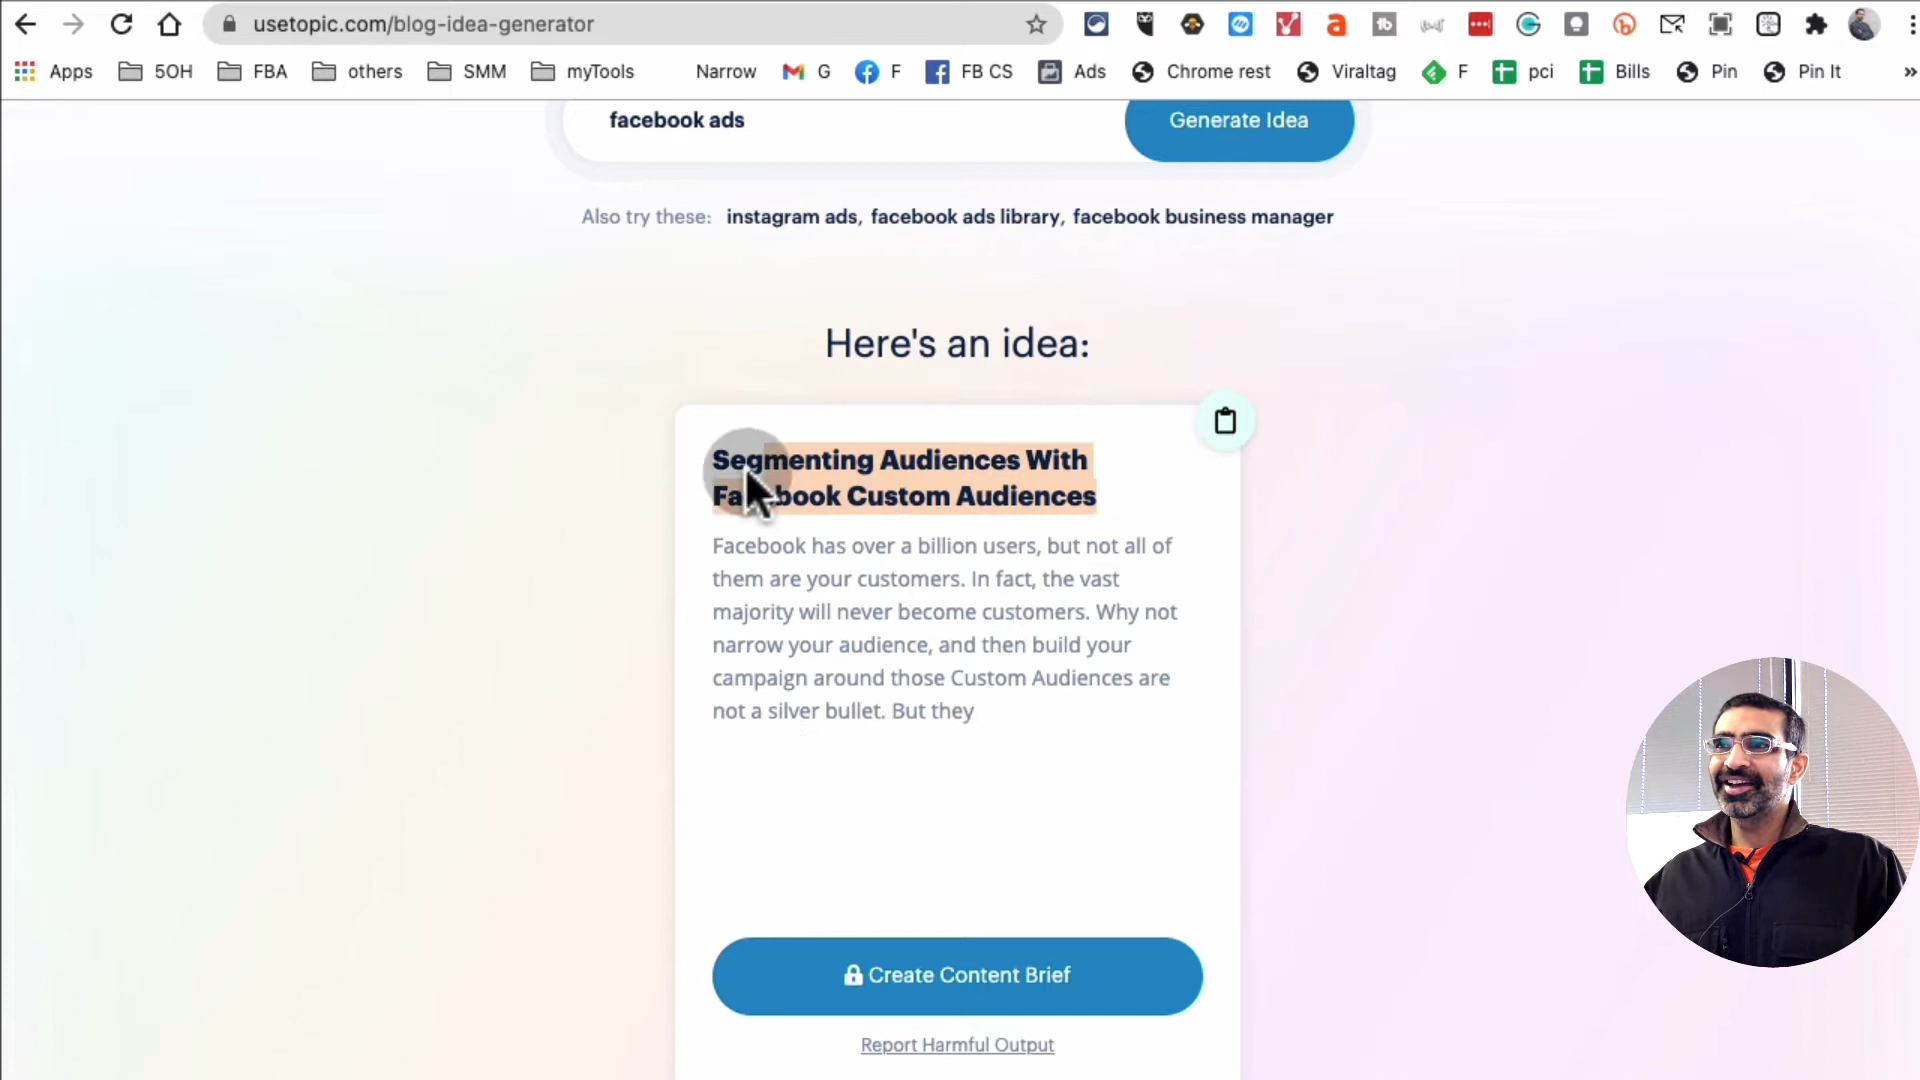 usetopic.com/blog-idea-generator
Apps 5OH FBA others SMM myTools Narrow G F FB CS Ads Chrome rest Viraltag F pci Bills Pin Pin It »
facebook ads
Generate Idea
Also try these: instagram ads, facebook ads library, facebook business manager
Here's an idea:
Segmenting Audiences With
Facebook Custom Audiences
Facebook has over a billion users, but not all of
them are your customers. In fact, the vast
majority will never become customers. Why not
narrow your audience, and then build your
campaign around those Custom Audiences are
not a silver bullet. But they
Create Content Brief
Report Harmful Output